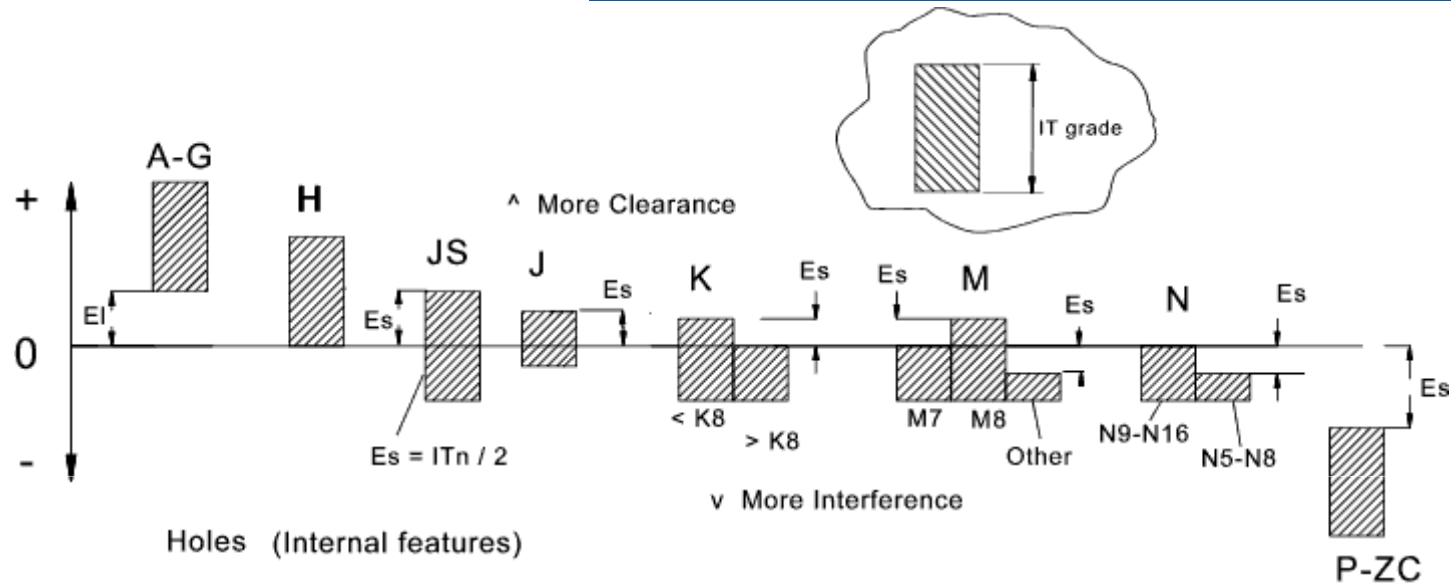 IT grade
A-G
+
H
^ More Clearance
JS
J
K
Es
Es
M
N
Es
Es
Es
EI
Es
0
Es
< K8
> K8
M7
M8
Other
N9-N16
N5-N8
Es = ITn / 2
-
v More Interference
Holes (Internal features)
P-ZC